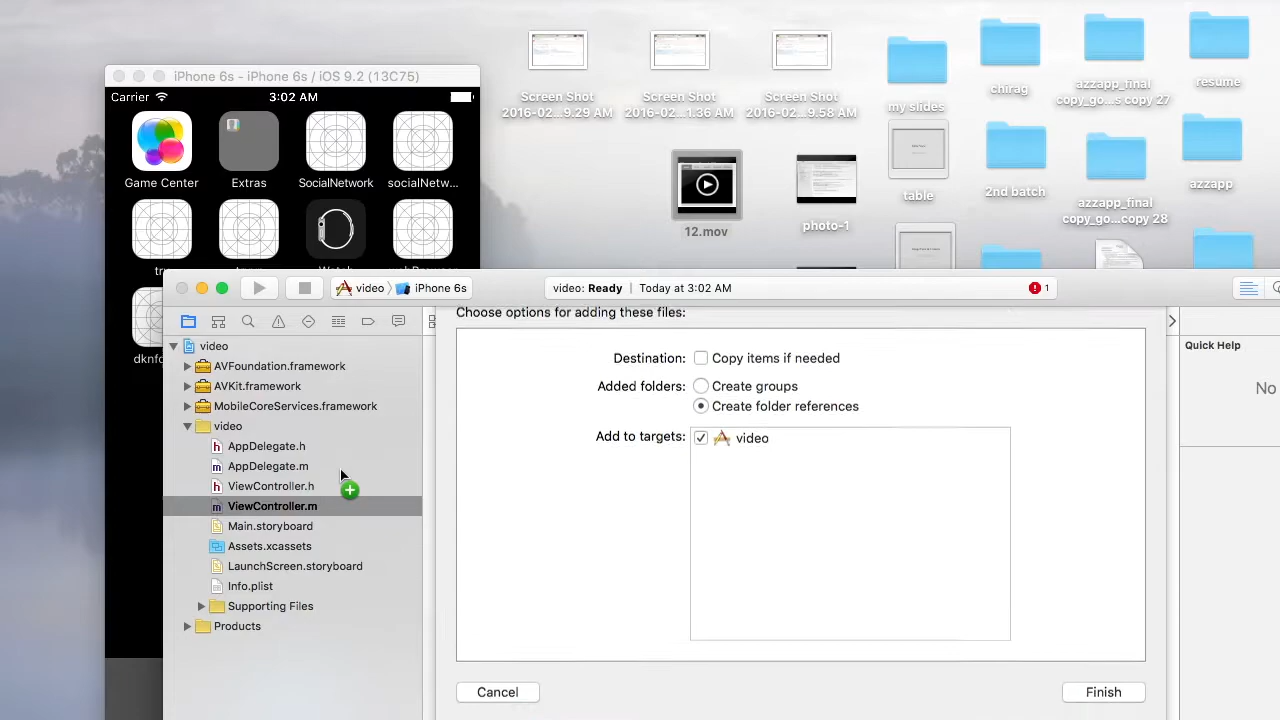 Screen Shot
2016-02...9.29 AM
Screen Shot
2016-02...1.36 AM
Screen Shot
2016-02...9.58 AM
my slides
chirag
azzapp_final
copy_go...s copy 27
resume
iPhone 6s - iPhone 6s / iOS 9.2 (13C75)
Carrier
3:02 AM
Game Center
Extras
SocialNetwork
socialNetw...
12.mov
photo-1
table
2nd batch
azzapp_final
copy_go...copy 28
azzapp
dknfo
video
iPhone 6s
video: Ready | Today at 3:02 AM
1
Choose options for adding these files:
Destination:
Copy items if needed
Added folders:
Create groups
Create folder references
Add to targets:
video
Cancel
Finish
video
AVFoundation.framework
AVKit.framework
MobileCoreServices.framework
video
AppDelegate.h
AppDelegate.m
ViewController.h
ViewController.m
Main.storyboard
Assets.xcassets
LaunchScreen.storyboard
Info.plist
Supporting Files
Products
Quick Help
No